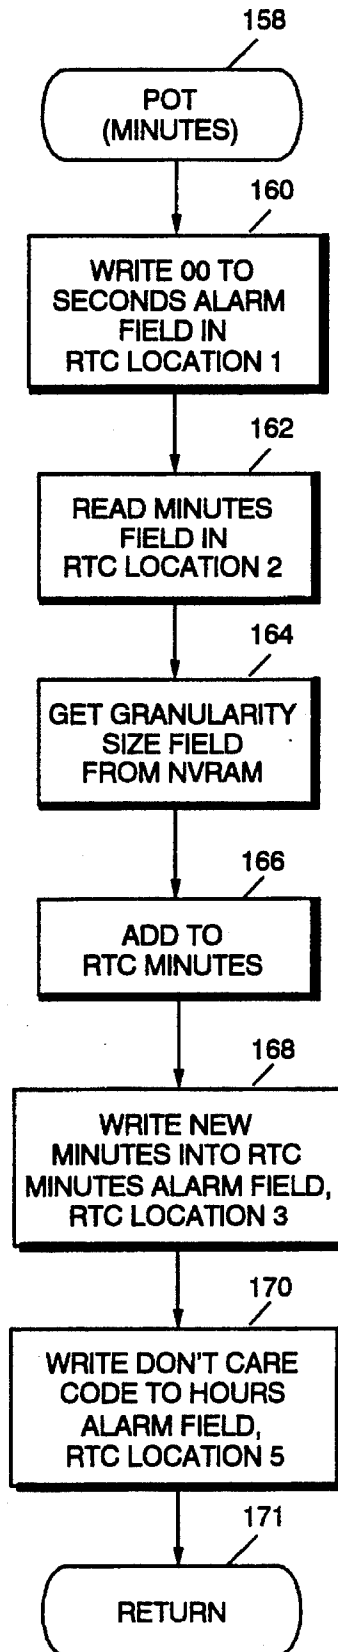 158
POT
(MINUTES)
160
WRITE 00 TO
SECONDS ALARM
FIELD IN
RTC LOCATION 1
162
READ MINUTES
FIELD IN
RTC LOCATION 2
164
GET GRANULARITY
SIZE FIELD
FROM NVRAM
166
ADD TO
RTC MINUTES
168
WRITE NEW
MINUTES INTO RTC
MINUTES ALARM FIELD,
RTC LOCATION 3
170
WRITE DON'T CARE
CODE TO HOURS
ALARM FIELD,
RTC LOCATION 5
171
RETURN